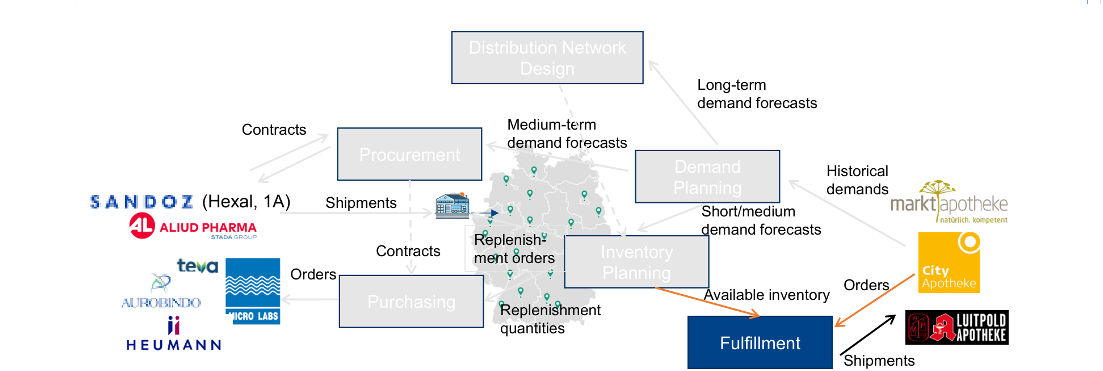 Distribution Network
Design
Long-term
demand forecasts
Contracts
Medium-term
demand forecasts
Procurement
Demand
Planning
Historical
demands
SANDOZ (Hexal, 1A)
Shipments
marktapotheke
natürlich. kompetent
AL ALIUD PHARMA
STADA GROUP
Short/medium
demand forecasts
Replenish-
ment orders
Contracts
Inventory
Planning
teva
Orders
City
Apotheke
Orders
AUROBINDO
MICRO LABS
Purchasing
Available inventory
Replenishment
quantities
HEUMANN
Fulfillment
LUITPOLD
APOTHEKE
Shipments